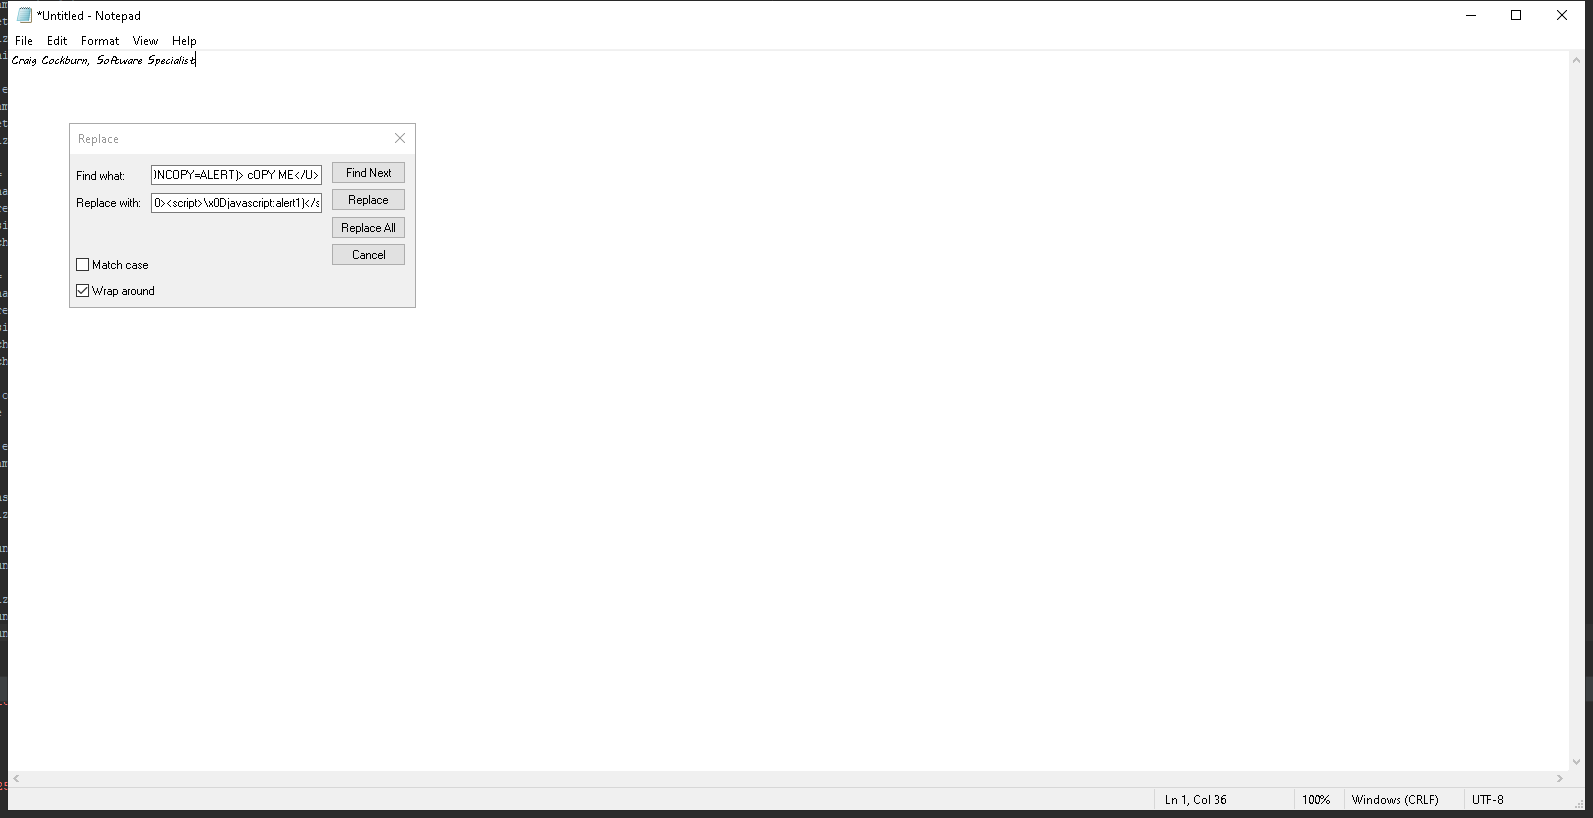 *Untitled - Notepad
File Edit Format View Help
Craig Cockburn, Software Specialist
Replace
Find what: )NCOPY=ALERT)> cOPY ME</U> Find Next
Replace with: 0><script>\x0Djavascript:alert1)</s Replace
Replace All
Cancel
Match case
Wrap around
Ln 1, Col 36 100% Windows (CRLF) UTF-8